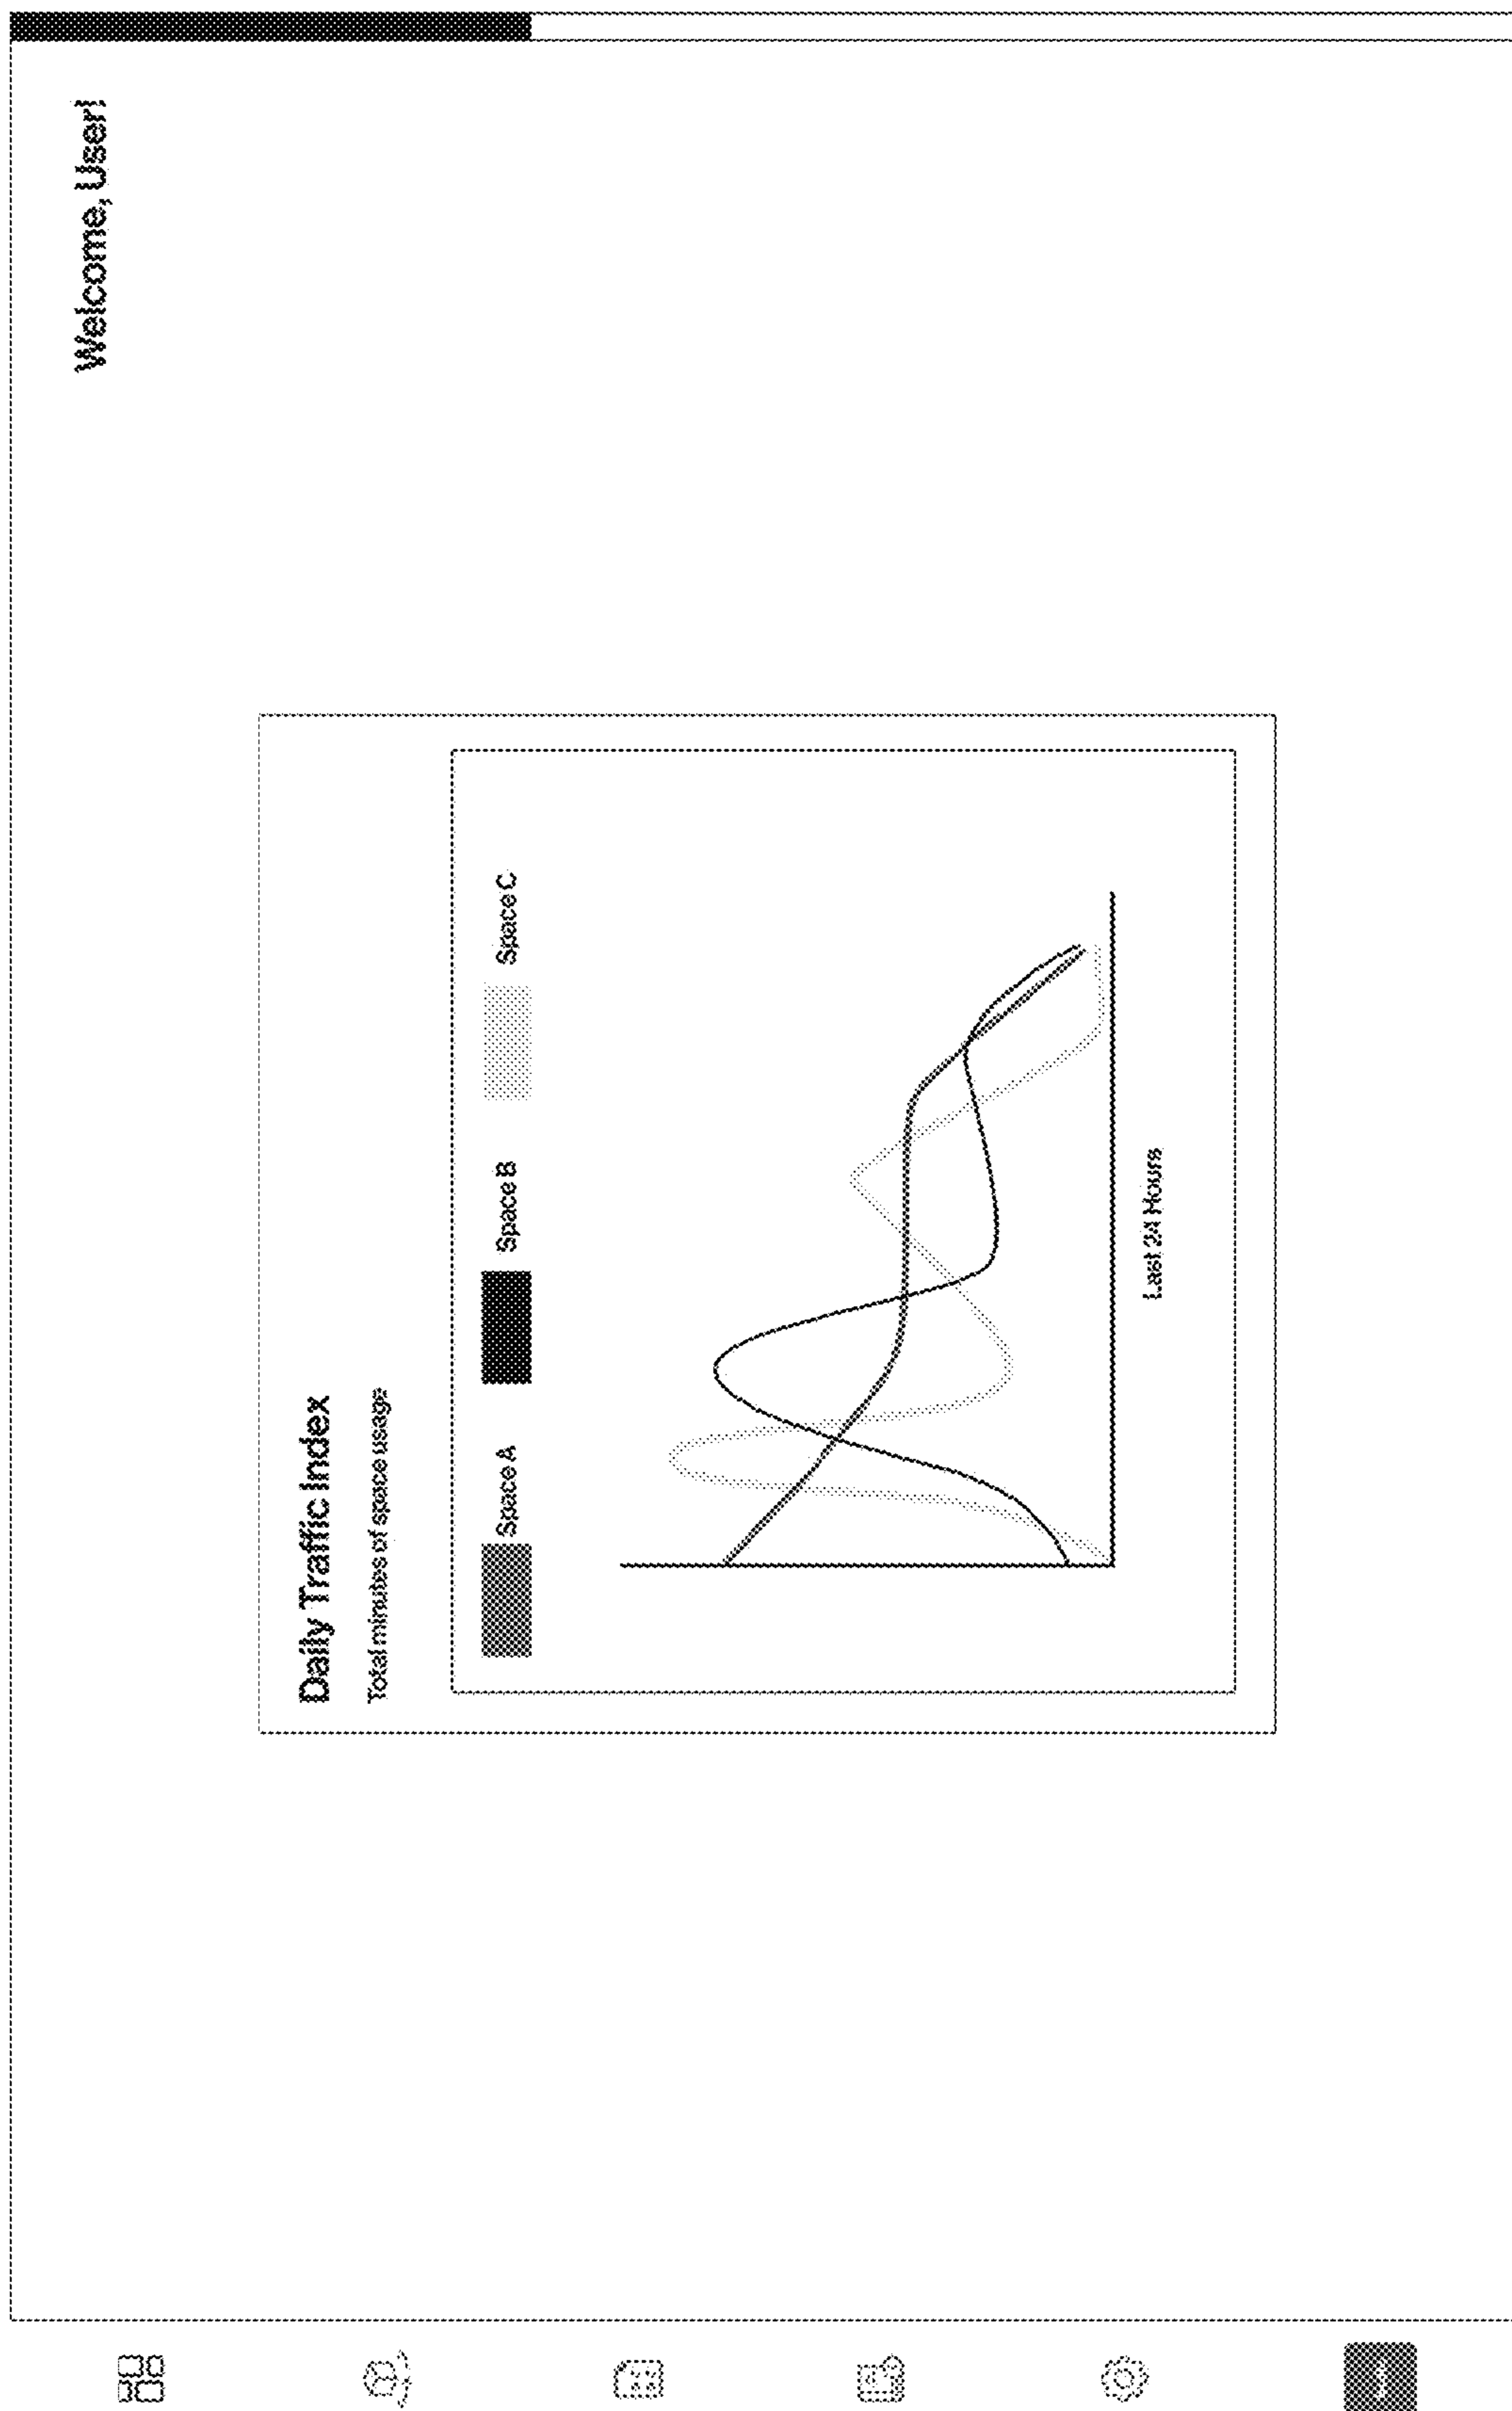 Welcome, User!
Daily Traffic Index
Total minutes of space usage
Space A
Space B
Space C
Last 24 Hours